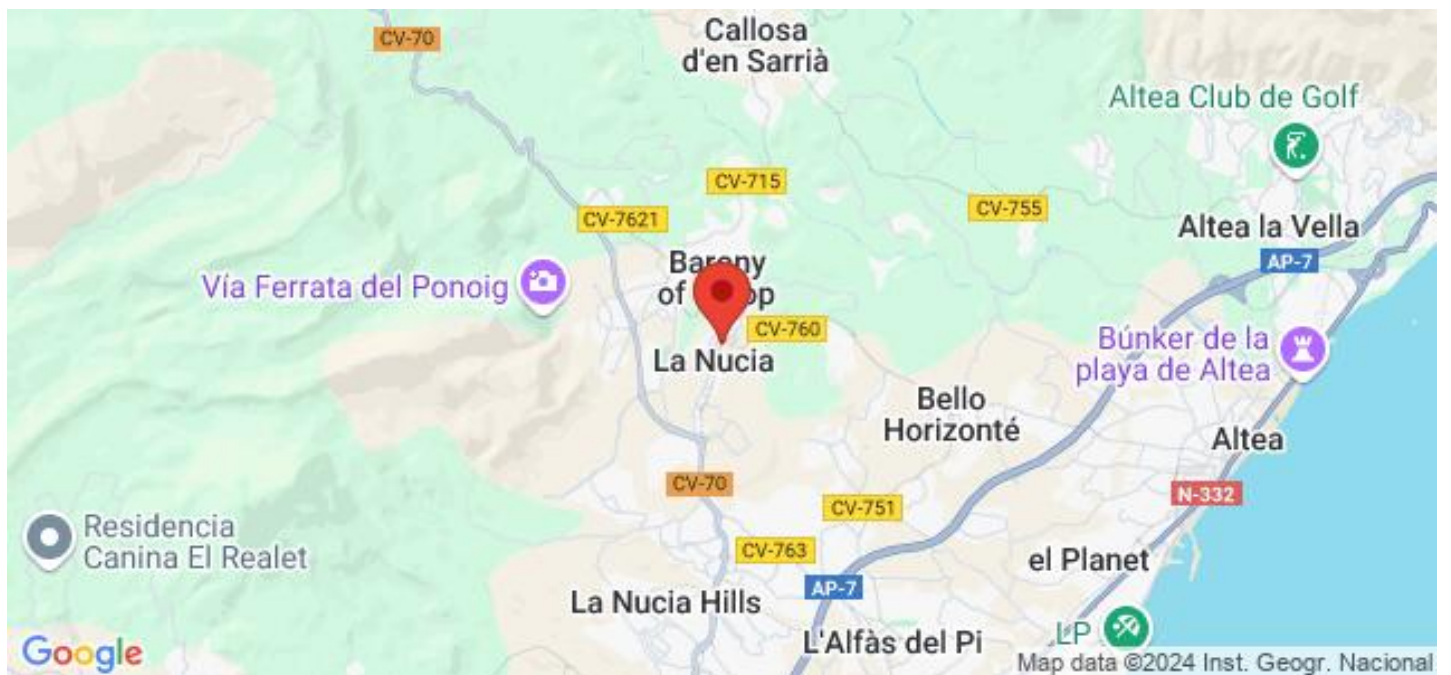 CV-70
Callosa
d'en Sarrià
Altea Club de Golf
CV-715
CV-755
CV-7621
Altea la Vella
AP-7
Barony
of
op
Vía Ferrata del Ponoig
CV-760
La Nucia
Búnker de la
playa de Altea
Bello
Horizonté
Altea
CV-70
N-332
CV-751
Residencia
Canina El Realet
CV-763
el Planet
AP-7
La Nucia Hills
L'Alfàs del Pi
LP
Google
Map data ©2024 Inst. Geogr. Nacional